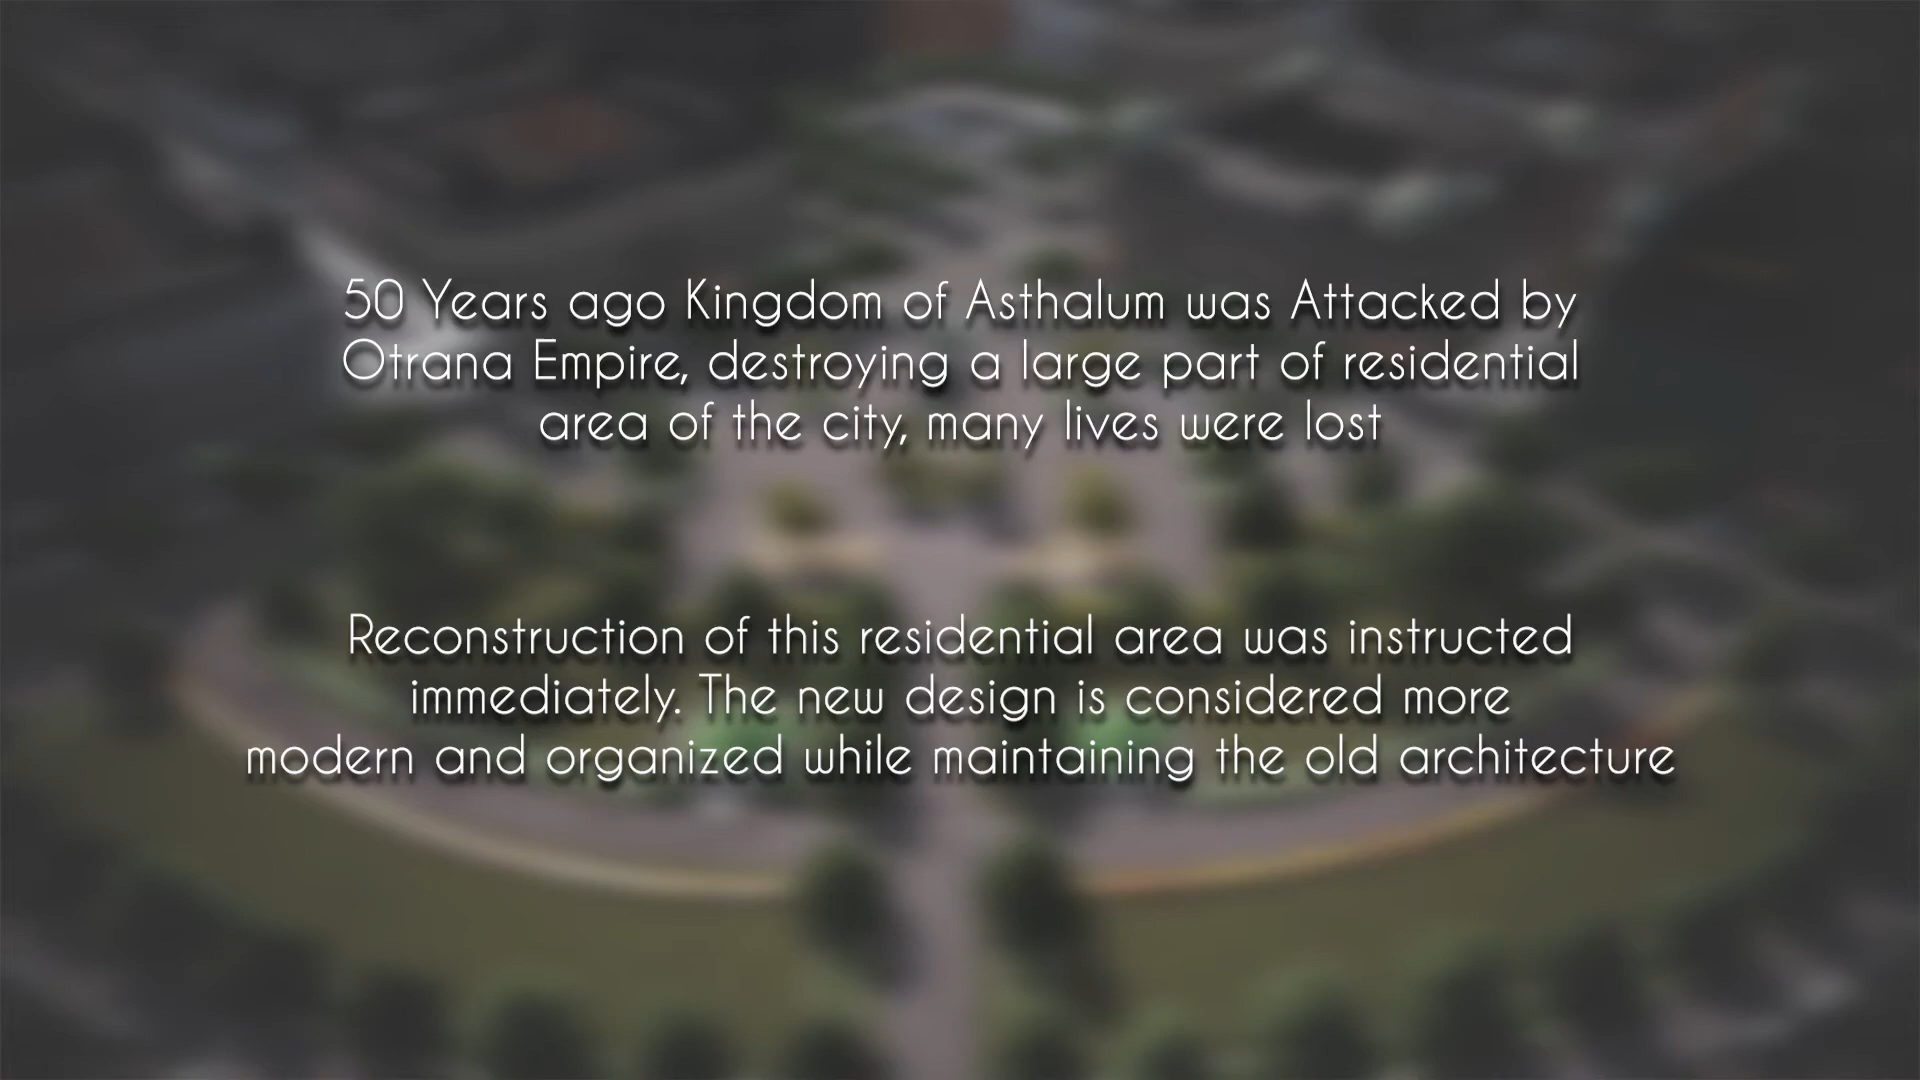 50 Years ago Kingdom of Asthalum was Attacked by
Otrana Empire, destroying a large part of residential
area of the city, many lives were lost
Reconstruction of this residential area was instructed
immediately. The new design is considered more
modern and organized while maintaining the old architecture